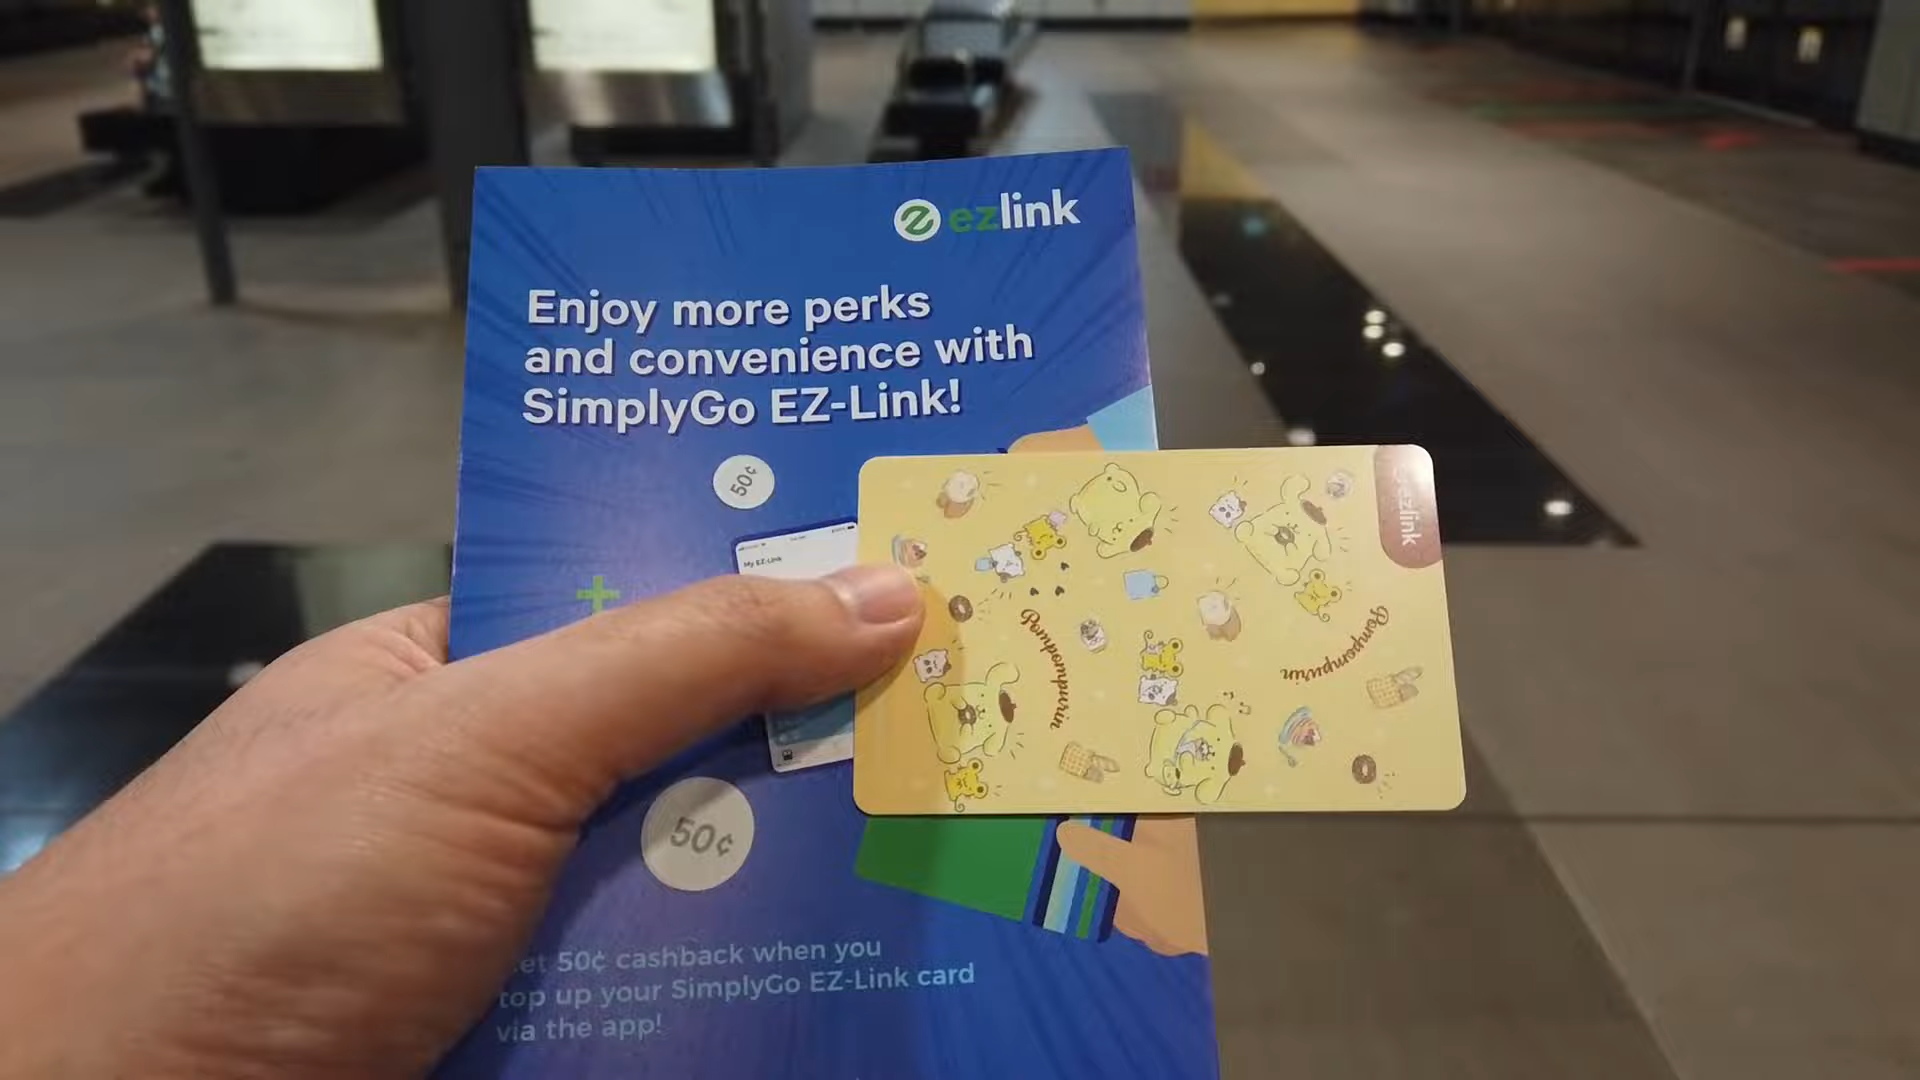 ezlink
Enjoy more perks
and convenience with
SimplyGo EZ-Link!
50¢
My EZ-Link
ezlink
Pompompurin
Pompompurin
50¢
50¢ cashback when you
top up your SimplyGo EZ-Link card
via the app!